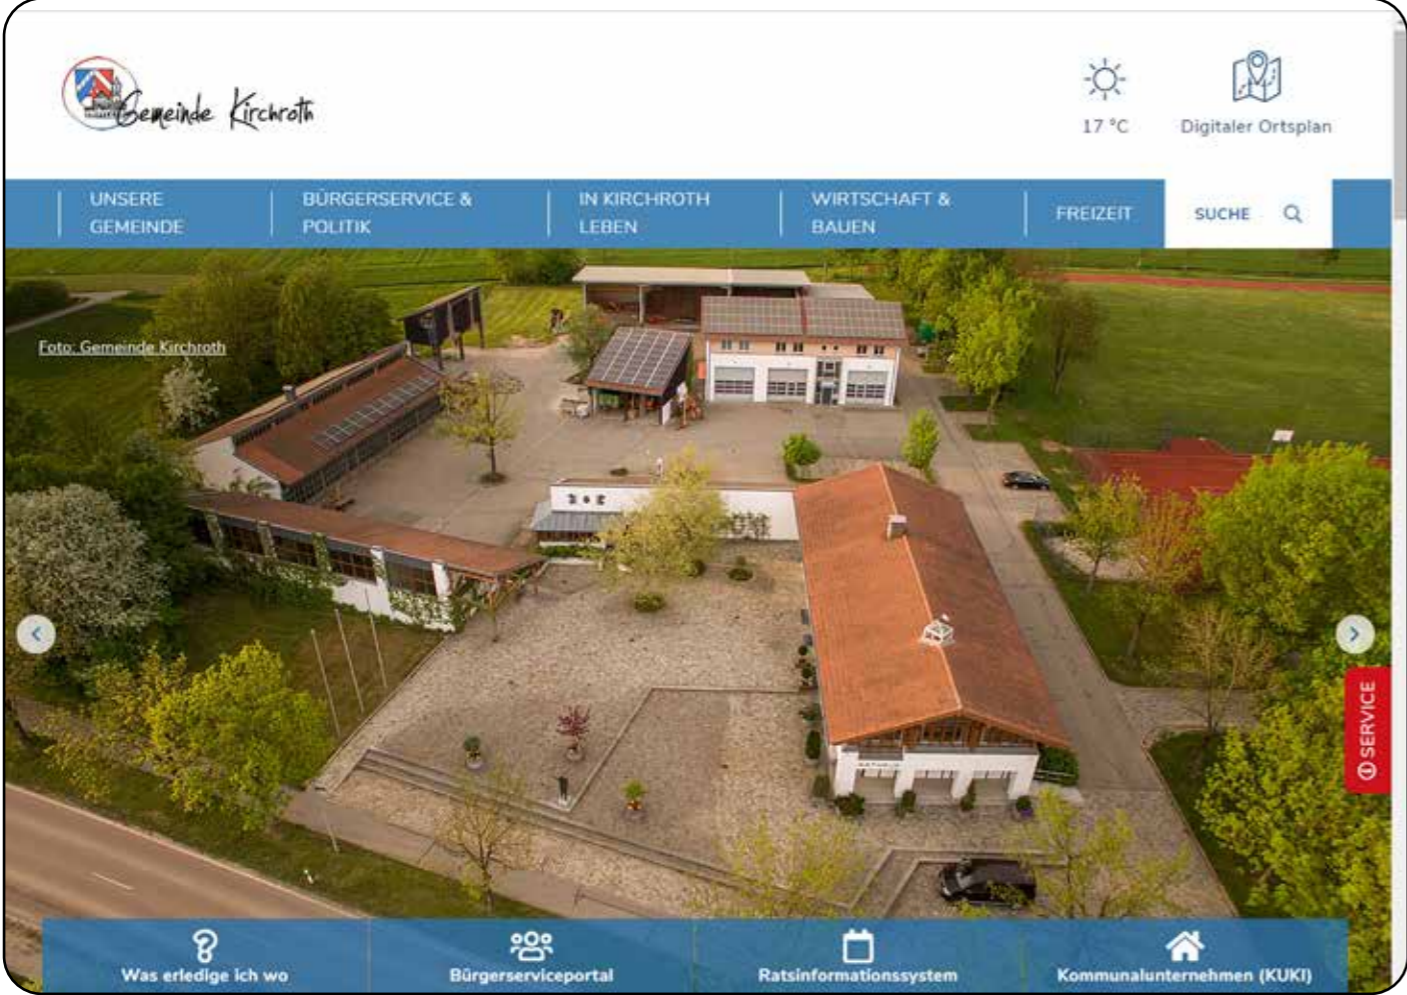 Gemeinde Kirchroth
17 °C
Digitaler Ortsplan
UNSERE
GEMEINDE
BÜRGERSERVICE &
POLITIK
IN KIRCHROTH
LEBEN
WIRTSCHAFT &
BAUEN
FREIZEIT
SUCHE
Foto: Gemeinde Kirchroth
RATHAUS
SERVICE
Was erledige ich wo
Bürgerserviceportal
Ratsinformationssystem
Kommunalunternehmen (KUKI)